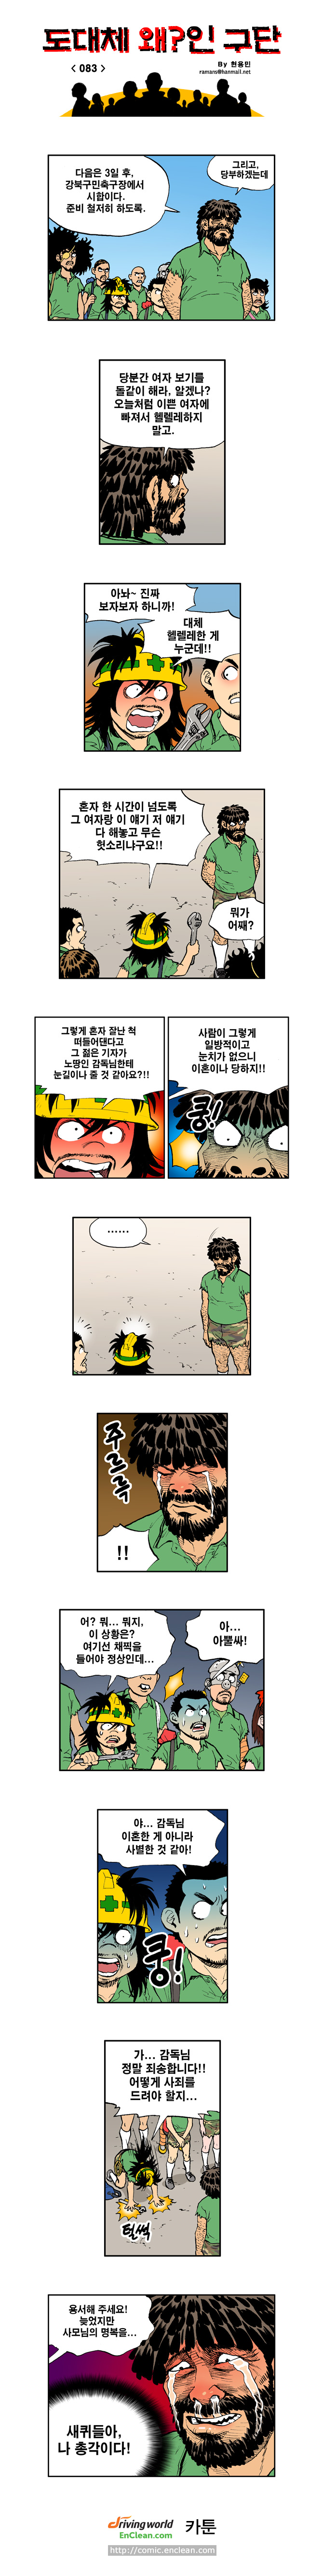 도대체 왜?인 구단
< 083 >
By 현용민
ramans@hanmail.net
다음은 3일 후,
강북구민축구장에서
시합이다.
준비 철저히 하도록.
그리고,
당부하겠는데
당분간 여자 보기를
돌같이 해라, 알겠나?
오늘처럼 이쁜 여자에
빠져서 헬렐레하지
말고.
아놔~ 진짜
보자보자 하니까!
대체
헬렐레한 게
누군데!!
혼자 한 시간이 넘도록
그 여자랑 이 얘기 저 얘기
다 해놓고 무슨
헛소리냐구요!!
뭐가
어째?
그렇게 혼자 잘난 척
떠들어댄다고
그 젊은 기자가
노땅인 감독님한테
눈길이나 줄 것 같아요?!!
사람이 그렇게
일방적이고
눈치가 없으니
이혼이나 당하지!!
쿵!
......
주르륵
!!
어? 뭐... 뭐지,
이 상황은?
여기선 채찍을
들어야 정상인데...
아...
아뿔싸!
야... 감독님
이혼한 게 아니라
사별한 것 같아!
쿵!
가... 감독님
정말 죄송합니다!!
어떻게 사죄를
드려야 할지...
털썩
용서해 주세요!
늦었지만
사모님의 명복을...
새퀴들아,
나 총각이다!
drivingworld
EnClean.com
카툰
http://comic.enclean.com